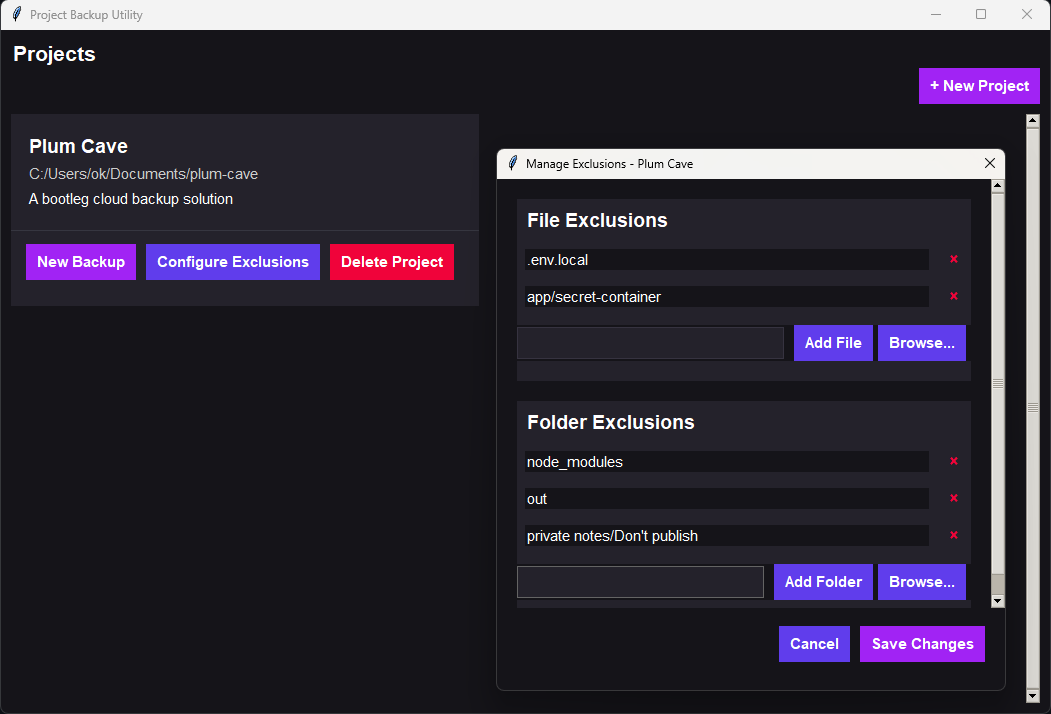 Project Backup Utility
Projects
+ New Project
Plum Cave
C:/Users/ok/Documents/plum-cave
A bootleg cloud backup solution
New Backup
Configure Exclusions
Delete Project
Manage Exclusions - Plum Cave
File Exclusions
.env.local
app/secret-container
Add File
Browse...
Folder Exclusions
node_modules
out
private notes/Don't publish
Add Folder
Browse...
Cancel
Save Changes